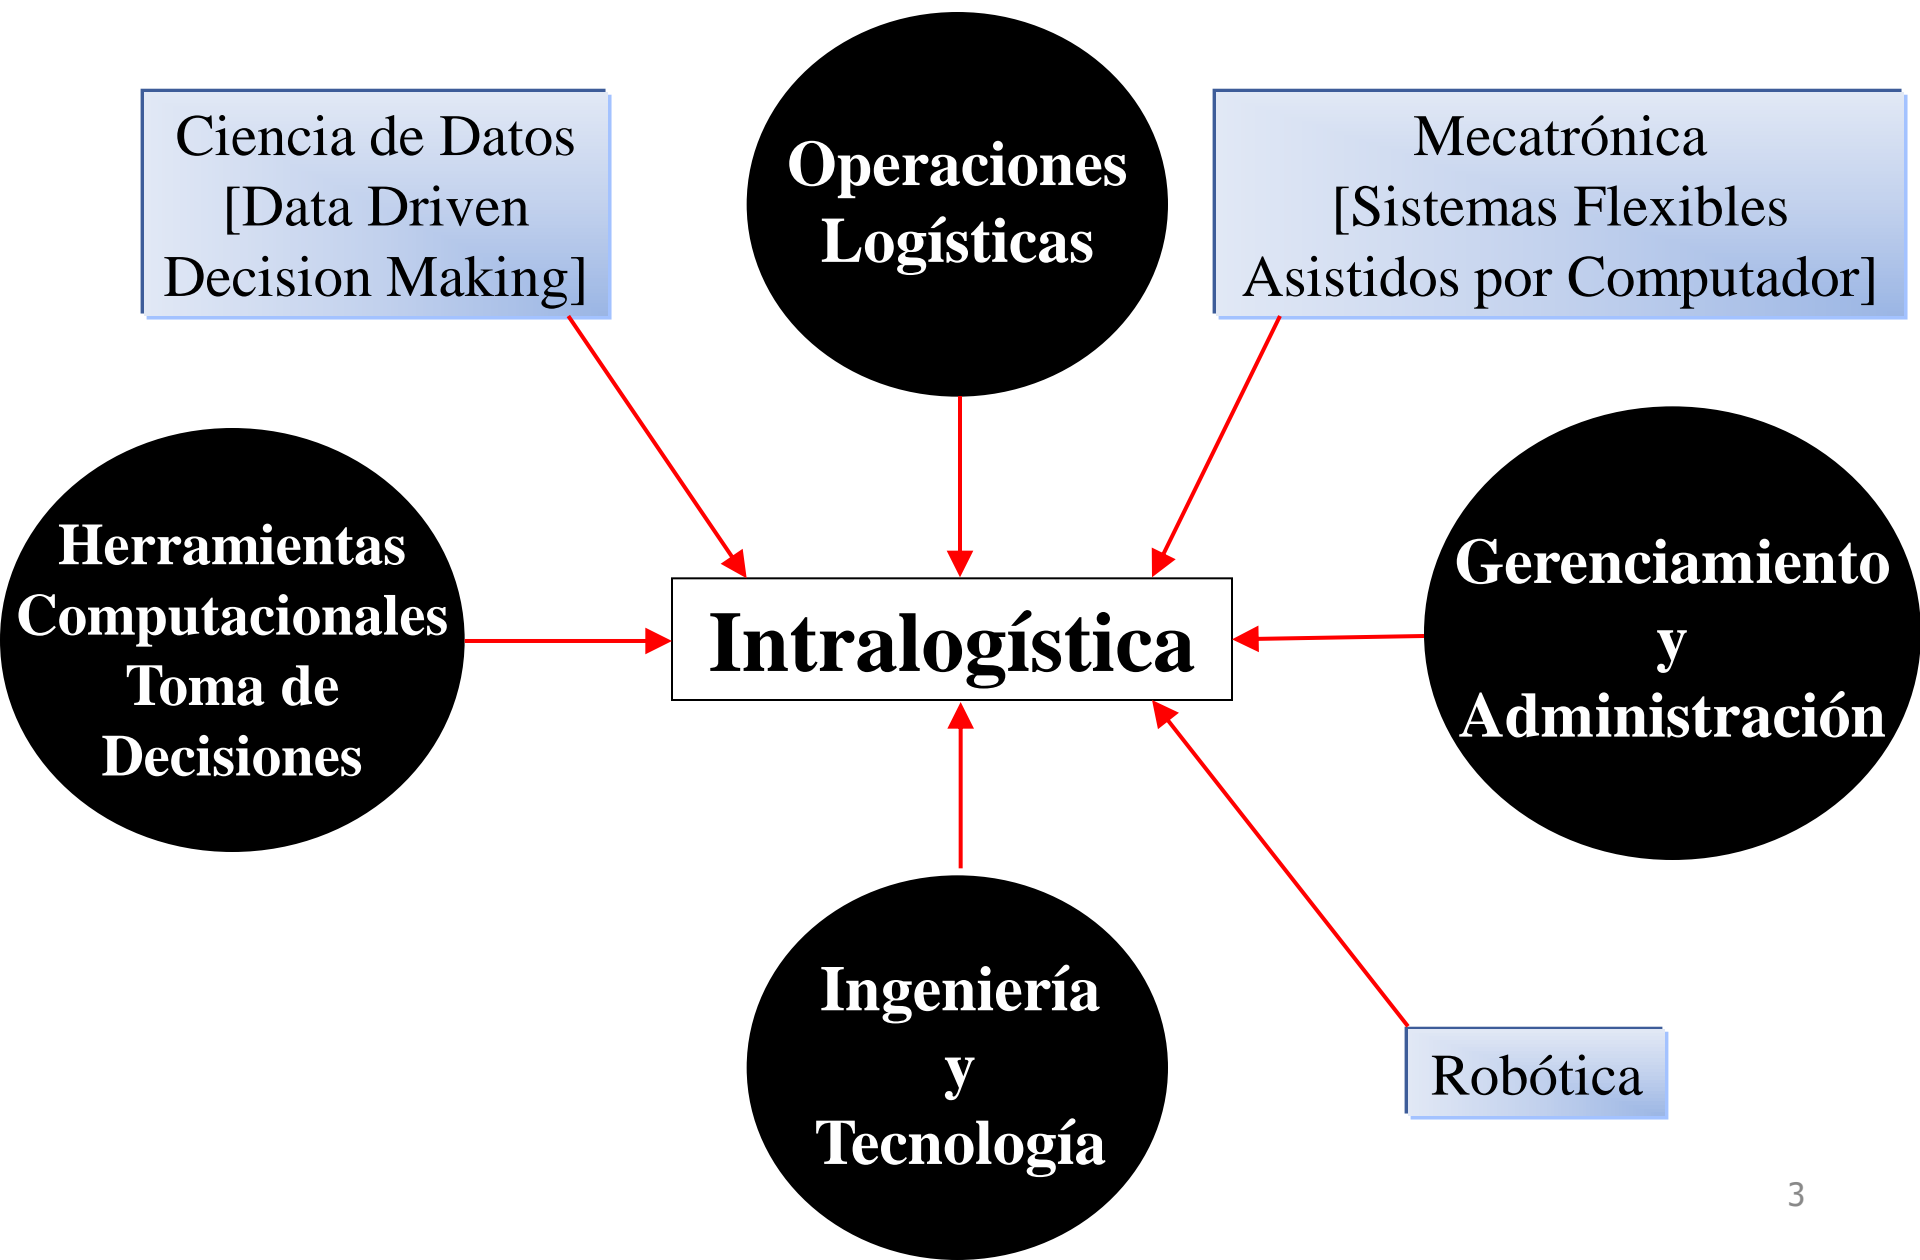 Ciencia de Datos
[Data Driven
Decision Making]
Operaciones
Logísticas
Mecatrónica
[Sistemas Flexibles
Asistidos por Computador]
Herramientas
Computacionales
Toma de
Decisiones
Intralogística
Gerenciamiento
y
Administración
Ingeniería
y
Tecnología
Robótica
3